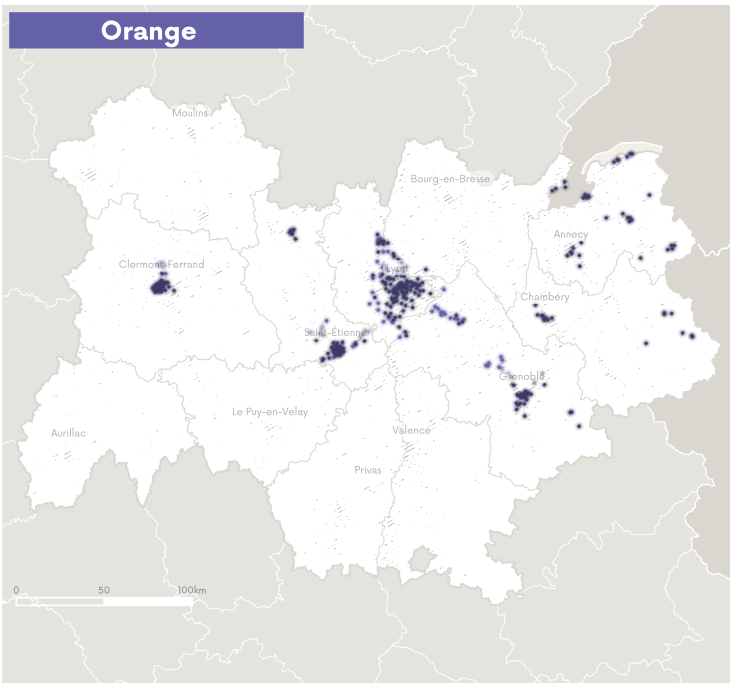 Orange
Moulins
Bourg-en-Bresse
Annecy
Clermont-Ferrand
Lyon
Chambéry
Saint-Étienne
Grenoble
Le Puy-en-Velay
Valence
Aurillac
Privas
0 50 100km